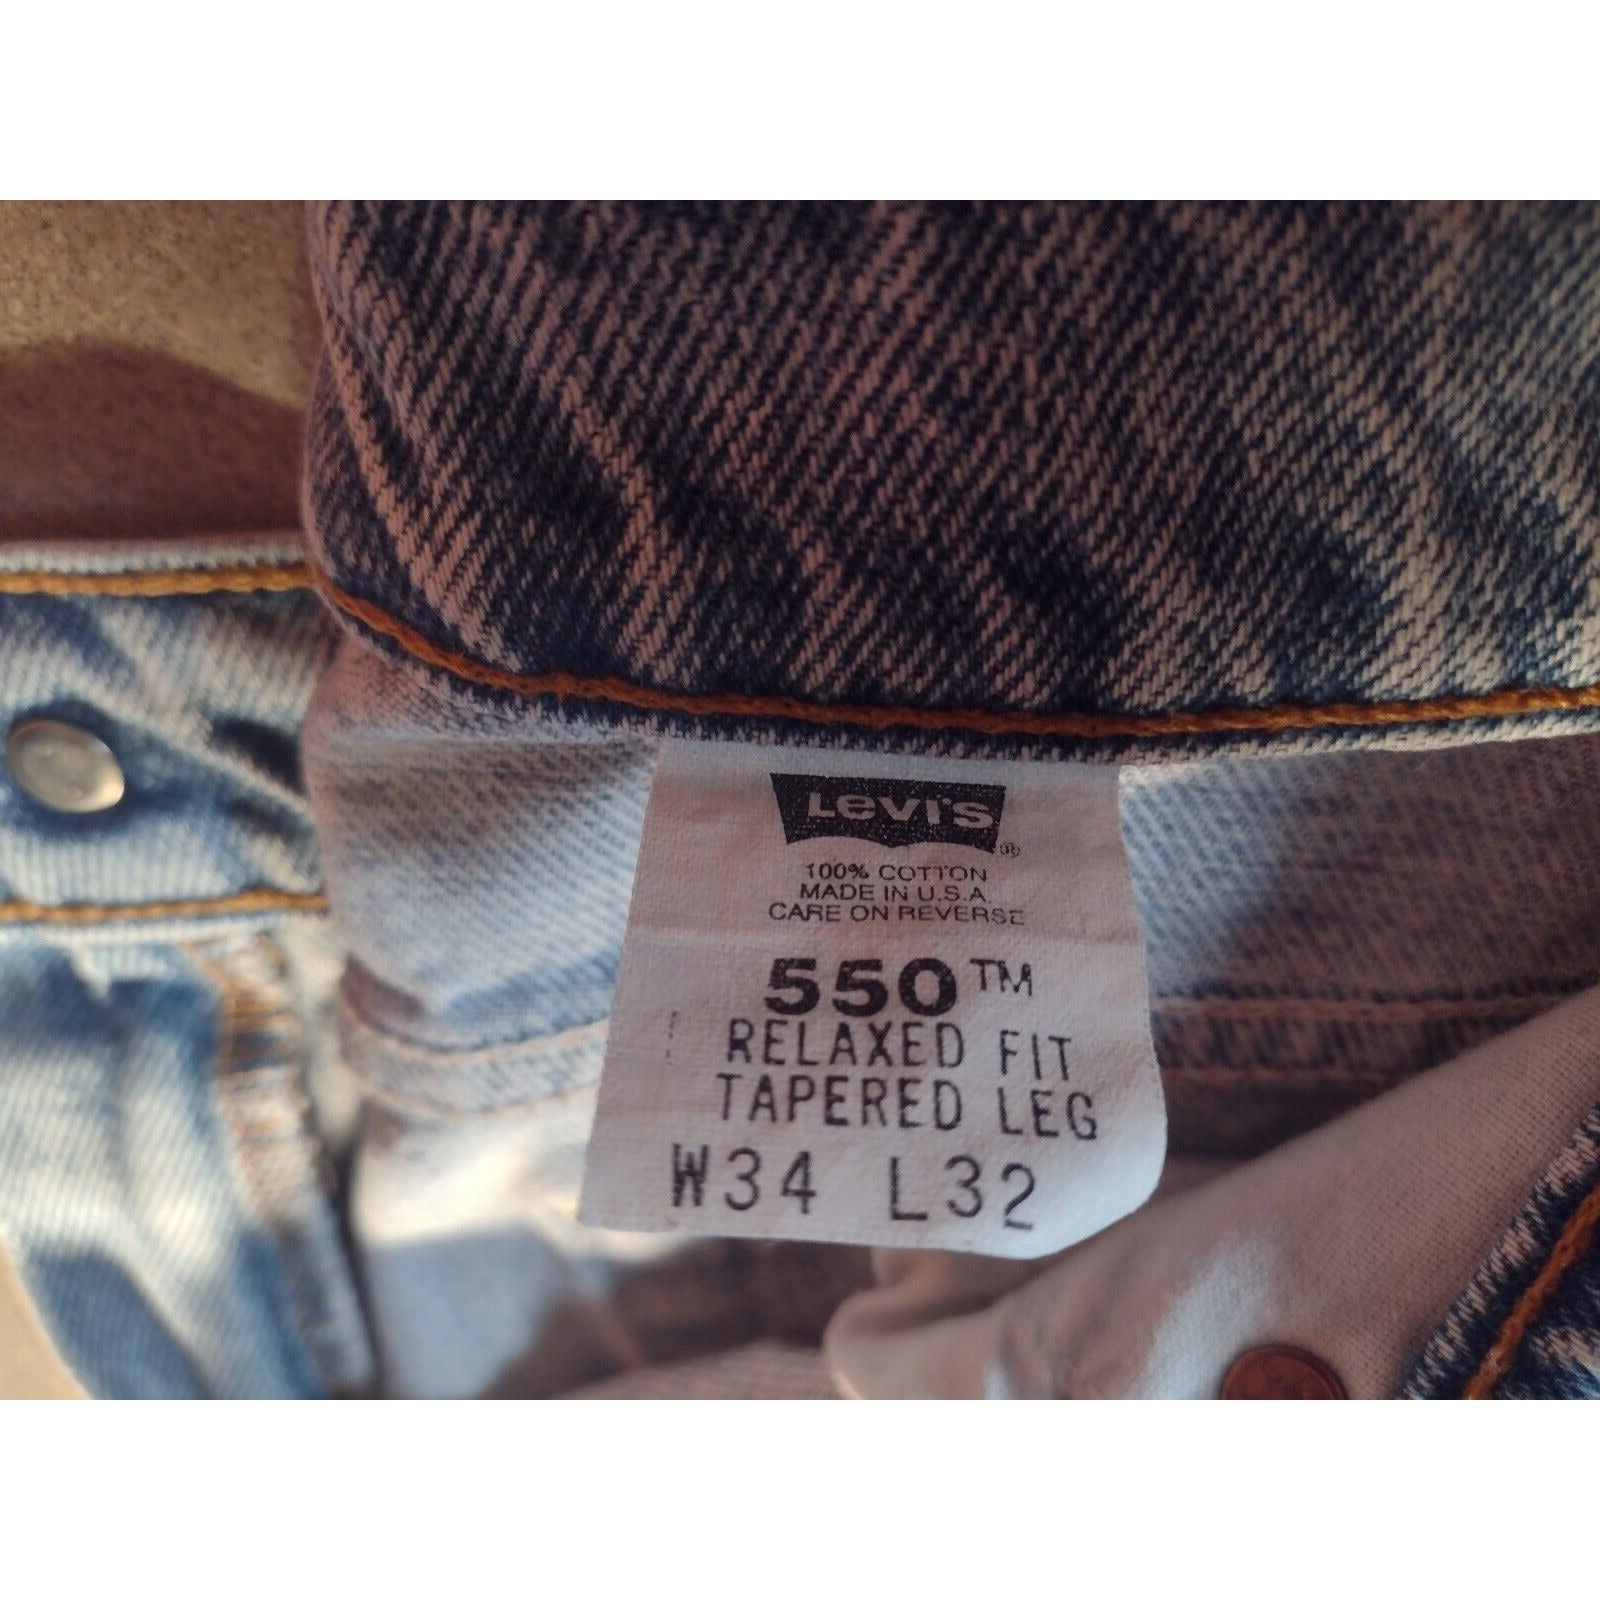 Levi's®
100% COTTON
MADE IN U.S.A.
CARE ON REVERSE
550™
RELAXED FIT
TAPERED LEG
W34 L32